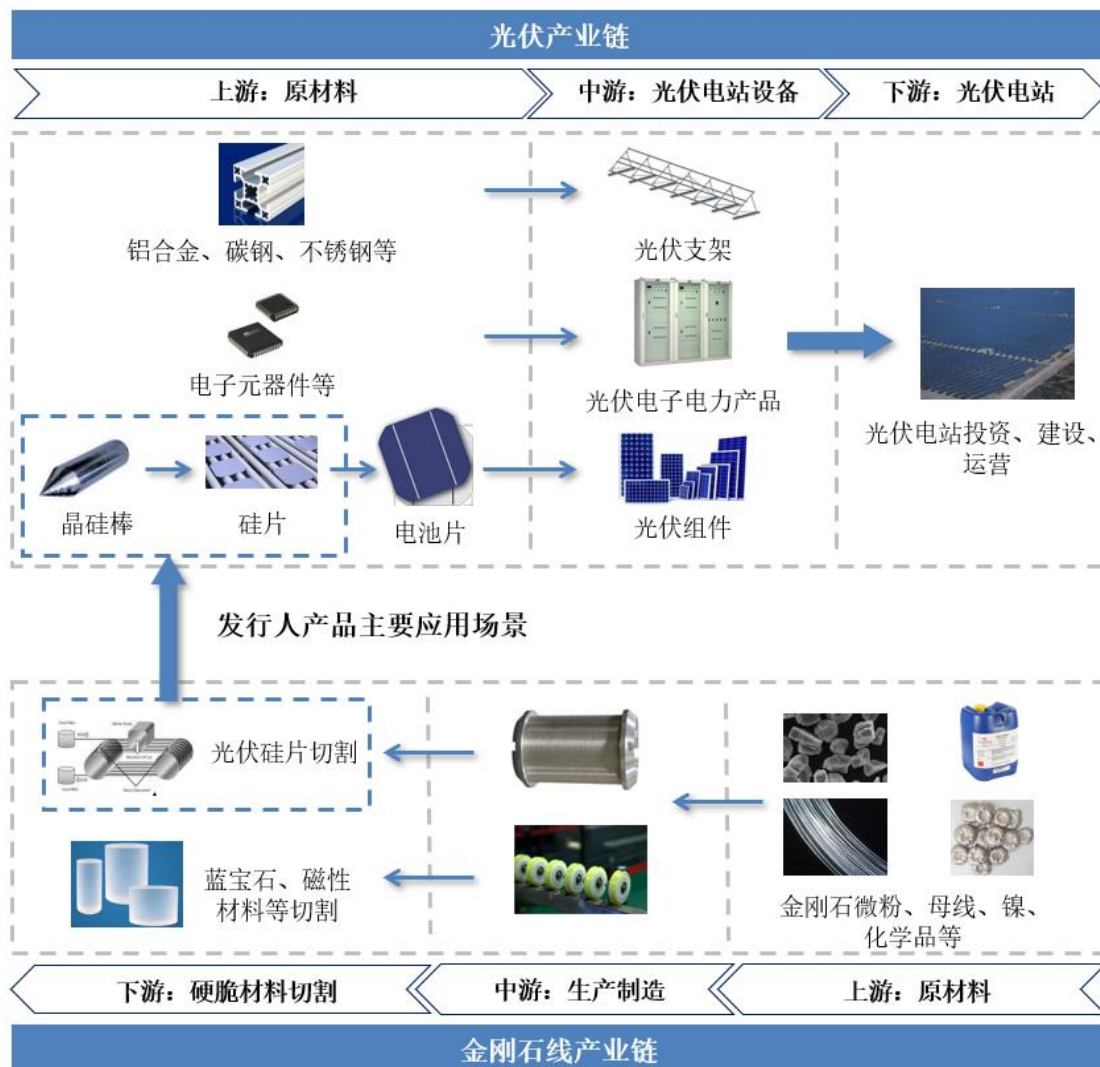 光伏产业链
上游：原材料
中游：光伏电站设备
下游：光伏电站
铝合金、碳钢、不锈钢等
光伏支架
电子元器件等
光伏电子电力产品
光伏电站投资、建设、
运营
晶硅棒
硅片
电池片
光伏组件
发行人产品主要应用场景
光伏硅片切割
蓝宝石、磁性
材料等切割
金刚石微粉、母线、镍、
化学品等
下游：硬脆材料切割
中游：生产制造
上游：原材料
金刚石线产业链